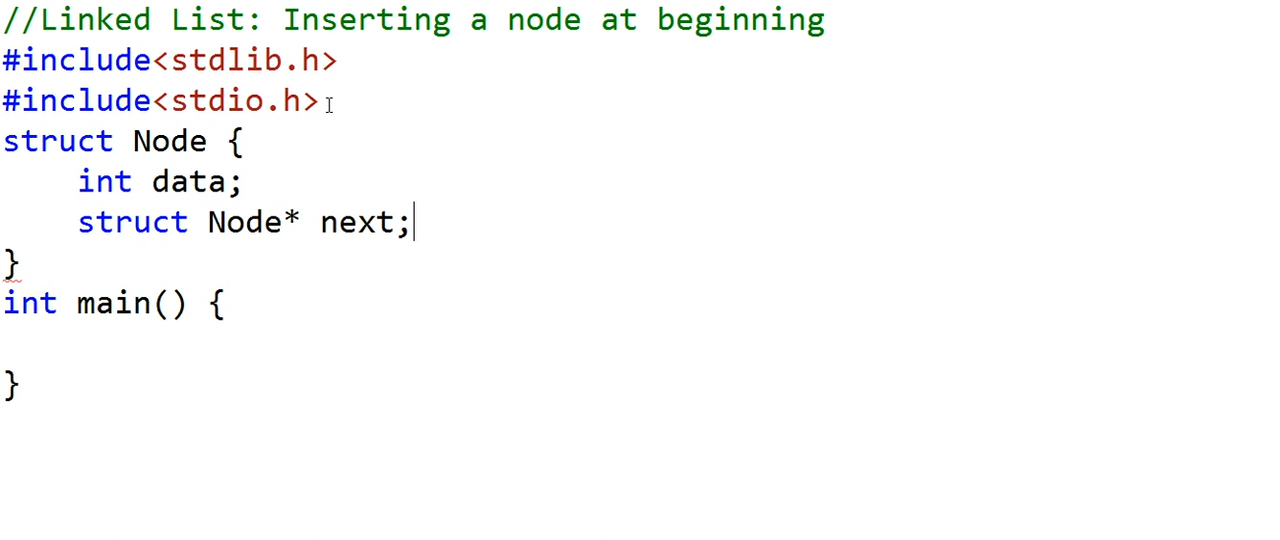 //Linked List: Inserting a node at beginning
#include<stdlib.h>
#include<stdio.h>
struct Node {
    int data;
    struct Node* next;
}
int main() {

}